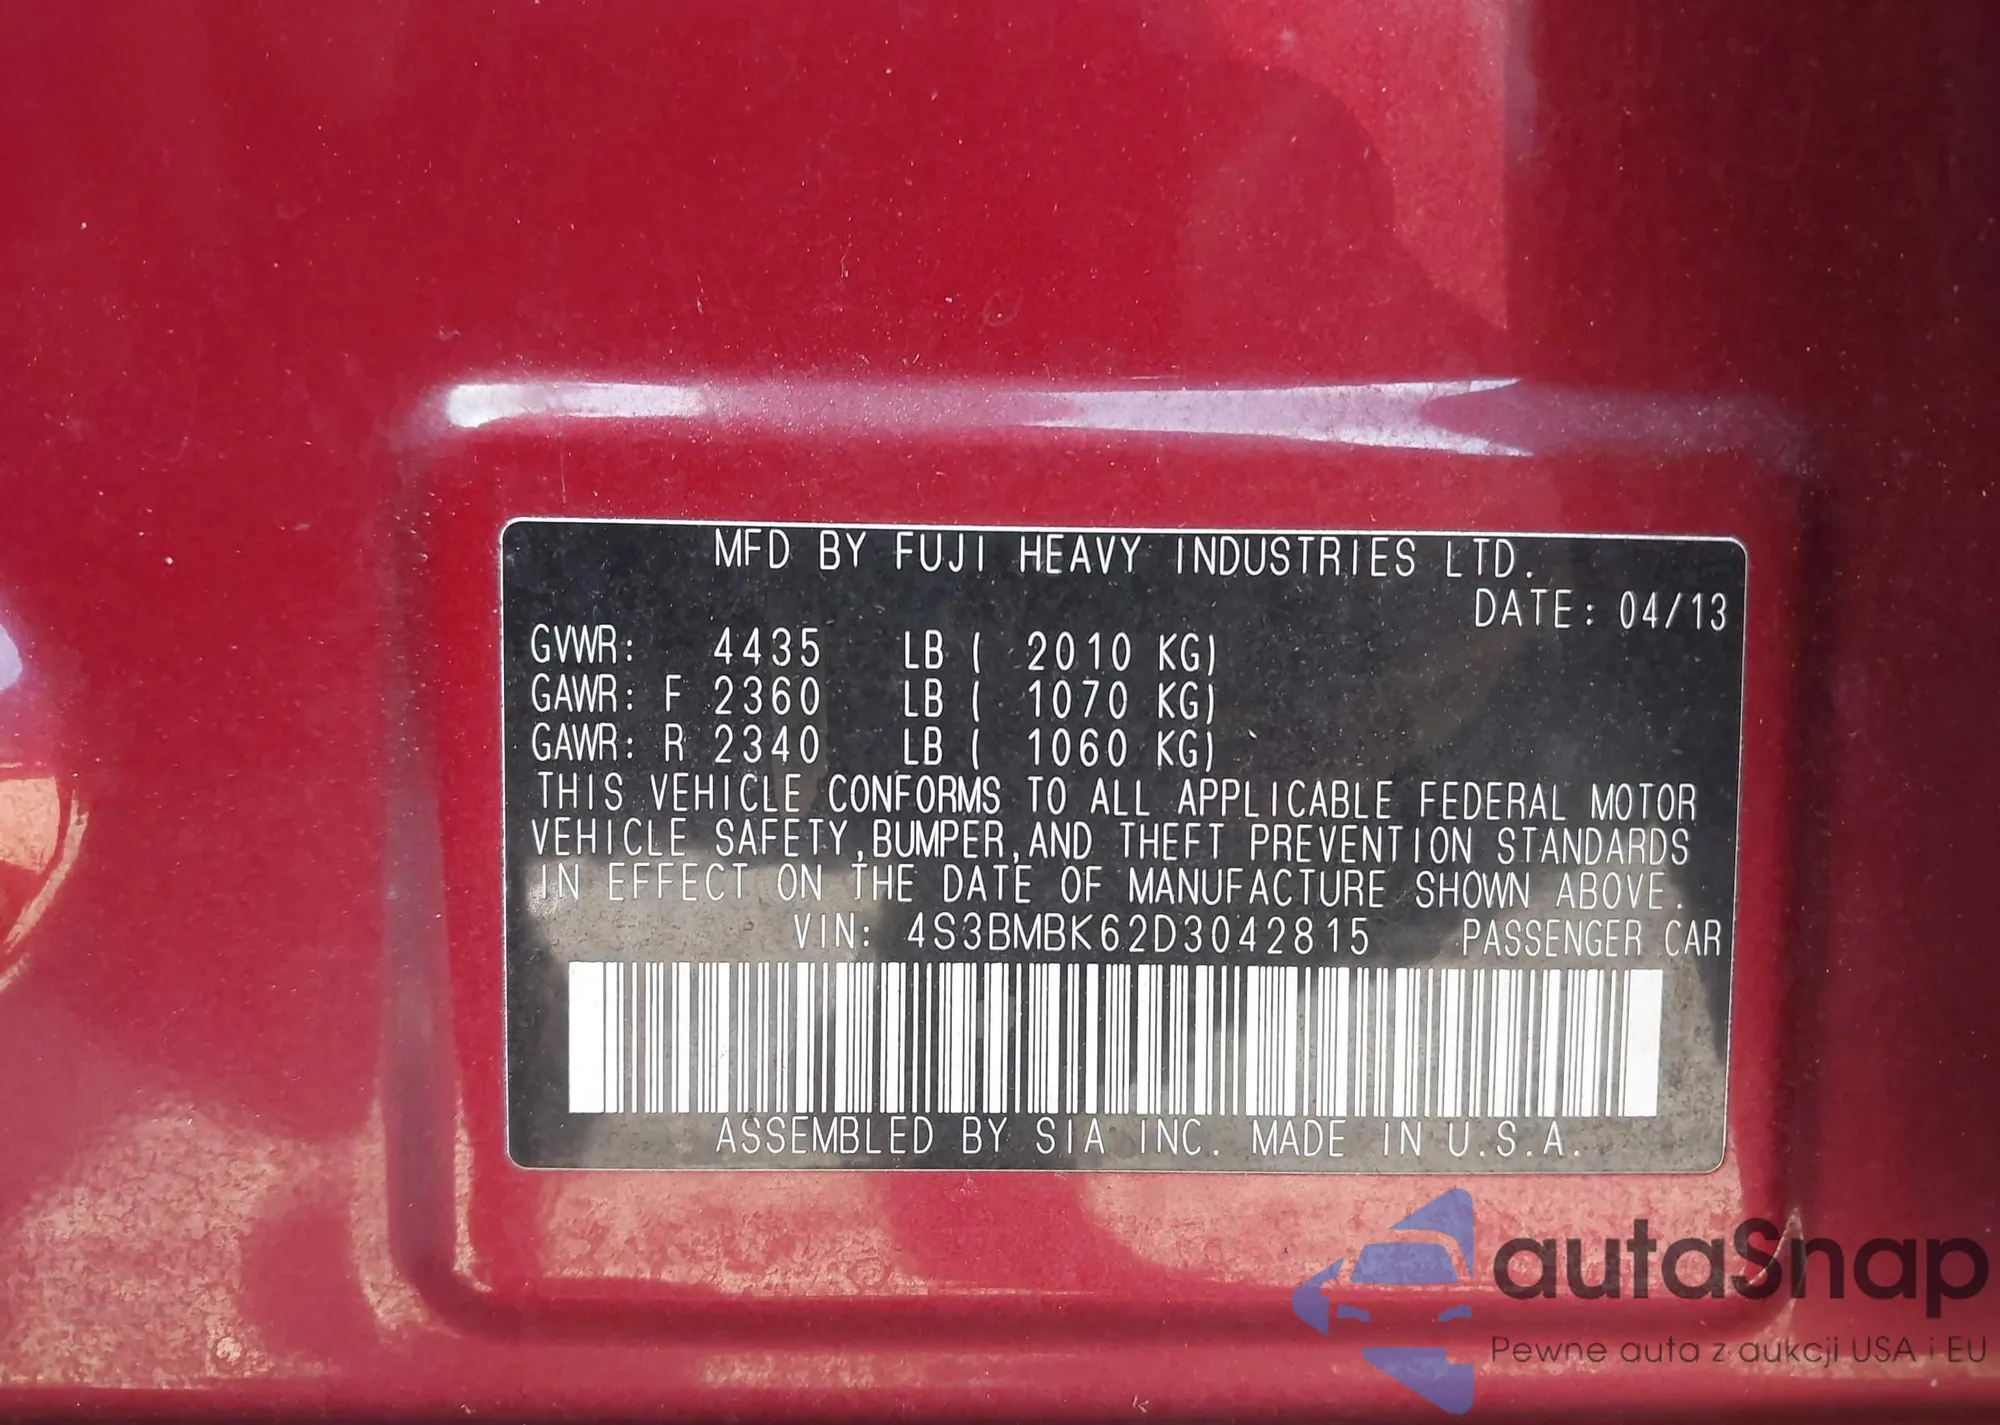 MFD BY FUJI HEAVY INDUSTRIES LTD.
DATE: 04/13
GVWR: 4435 LB ( 2010 KG)
GAWR: F 2360 LB ( 1070 KG)
GAWR: R 2340 LB ( 1060 KG)
THIS VEHICLE CONFORMS TO ALL APPLICABLE FEDERAL MOTOR
VEHICLE SAFETY,BUMPER,AND THEFT PREVENTION STANDARDS
IN EFFECT ON THE DATE OF MANUFACTURE SHOWN ABOVE.
VIN: 4S3BMBK62D3042815 PASSENGER CAR
ASSEMBLED BY SIA INC. MADE IN U.S.A.
autaSnap
Pewne auta z aukcji USA i EU